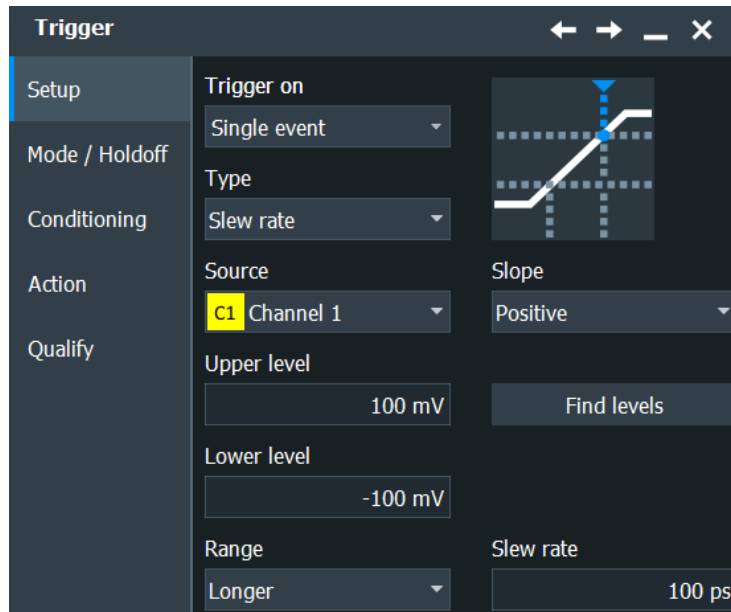 Trigger
Setup
Mode / Holdoff
Conditioning
Action
Qualify
Trigger on
Single event
Type
Slew rate
Source
Slope
C1 Channel 1
Positive
Upper level
100 mV
Find levels
Lower level
-100 mV
Range
Slew rate
Longer
100 ps